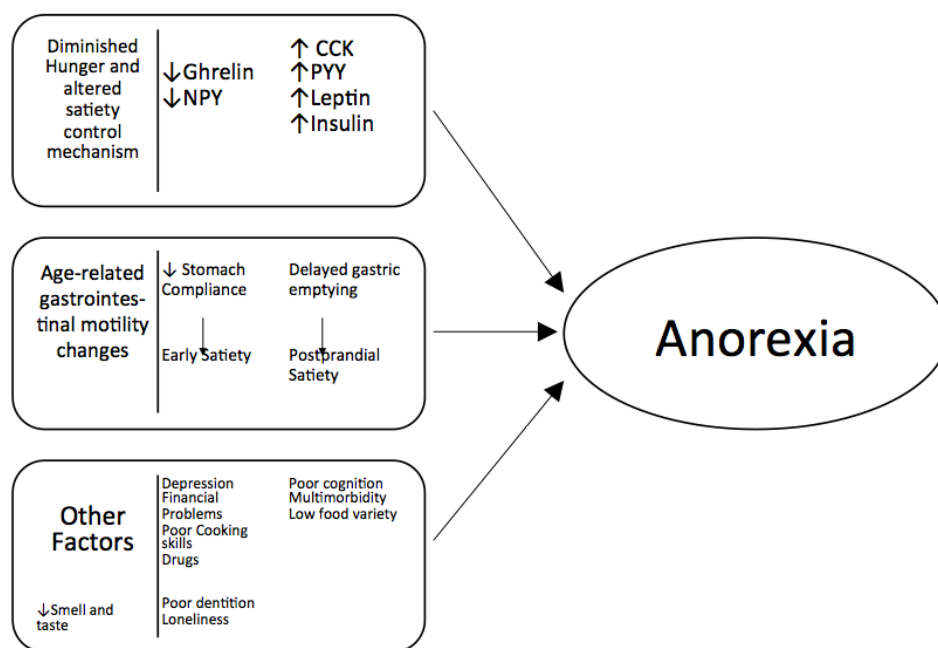 Diminished
Hunger and
altered
satiety
control
mechanism
↓Ghrelin
↓NPY
↑ CCK
↑PYY
↑Leptin
↑Insulin
Age-related
gastrointes-
tinal motility
changes
↓ Stomach
Compliance
Early Satiety
Delayed gastric
emptying
Postprandial
Satiety
Other
Factors
↓Smell and
taste
Depression
Financial
Problems
Poor Cooking
skills
Drugs
Poor dentition
Loneliness
Poor cognition
Multimorbidity
Low food variety
Anorexia